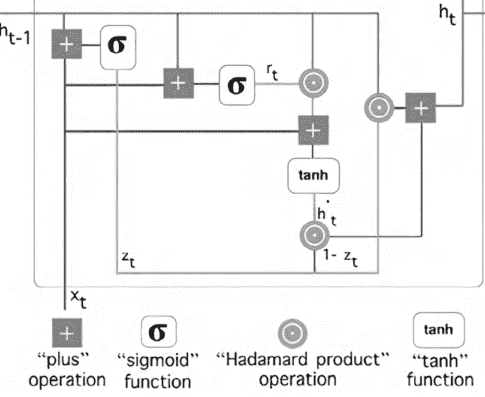 h_t-1
h_t
σ
σ
r_t
tanh
h'_t
z_t
1- z_t
x_t
σ
tanh
“plus” “sigmoid” “Hadamard product” “tanh”
operation function operation function